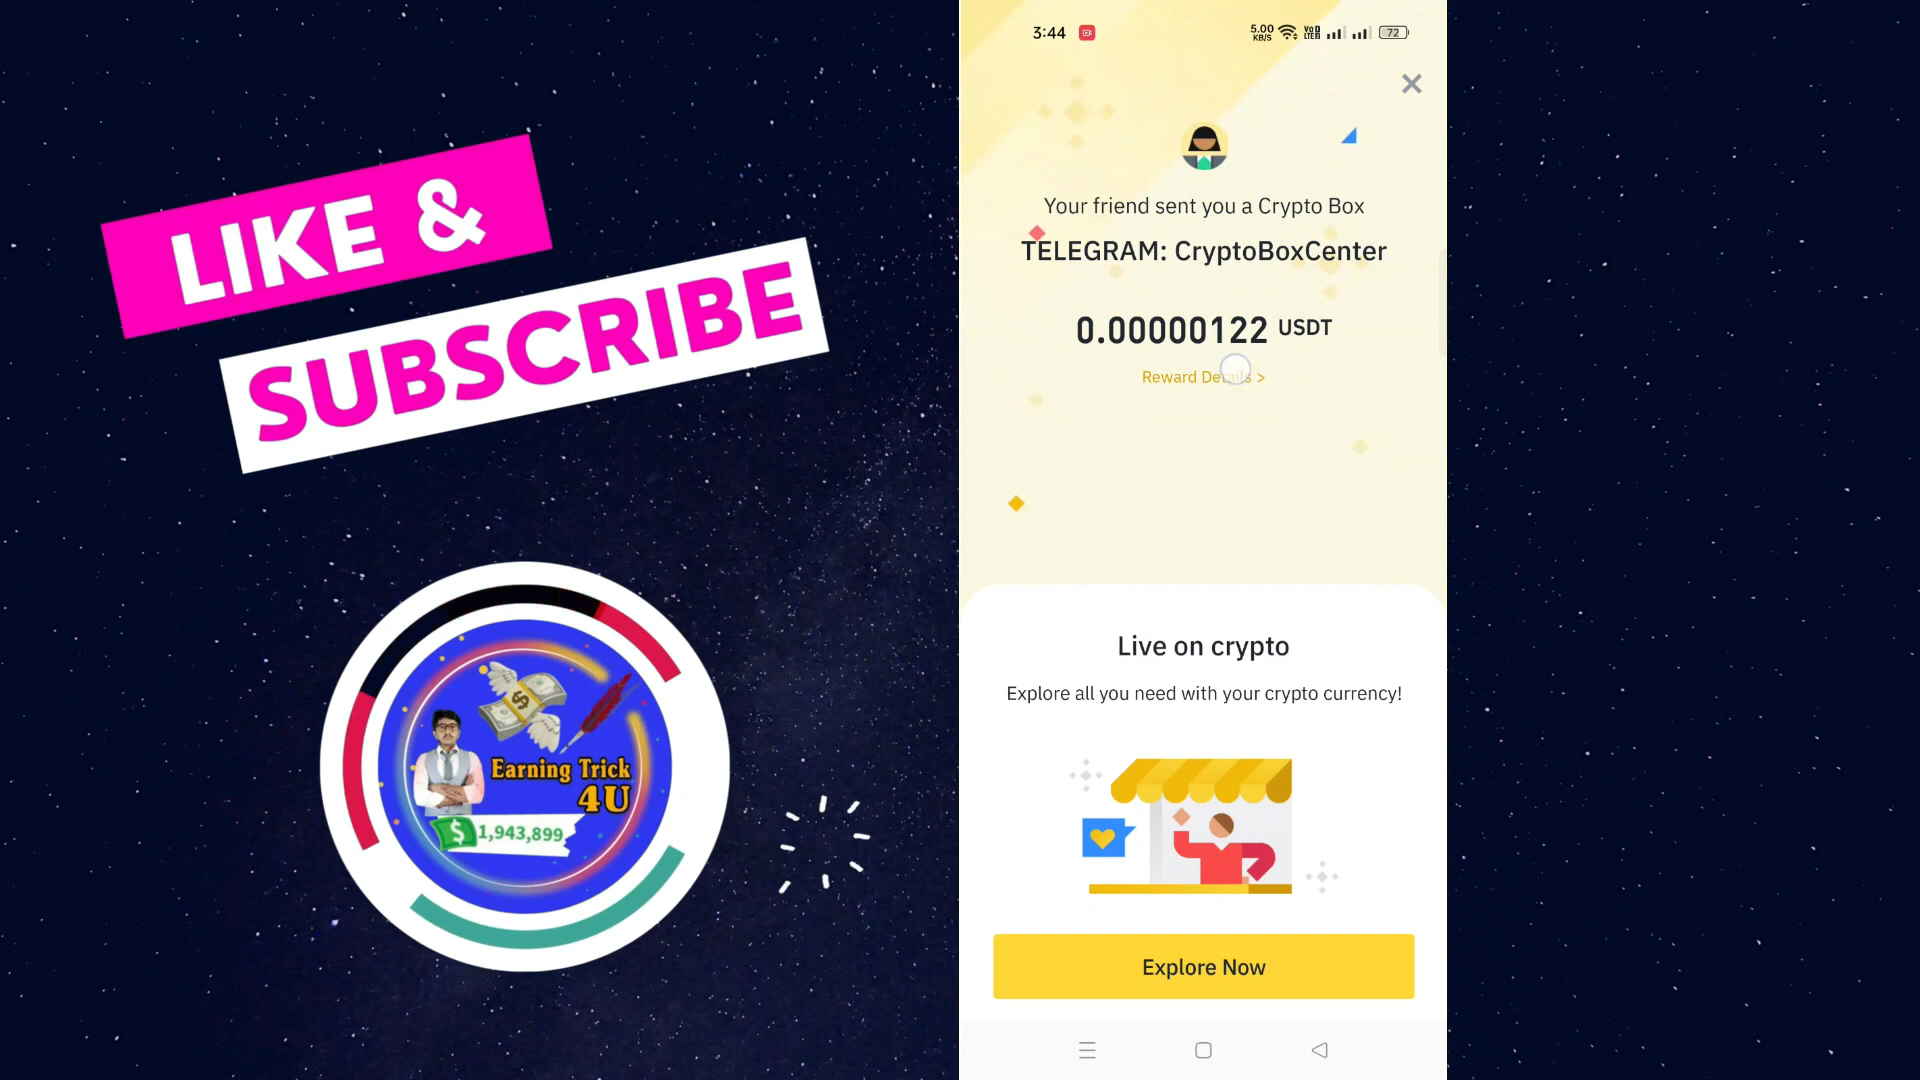 LIKE &
SUBSCRIBE
Earning Trick
4U
$ 1,943,899
3:44
5.00 KB/S
72
Your friend sent you a Crypto Box
TELEGRAM: CryptoBoxCenter
0.00000122 USDT
Reward Details >
Live on crypto
Explore all you need with your crypto currency!
Explore Now